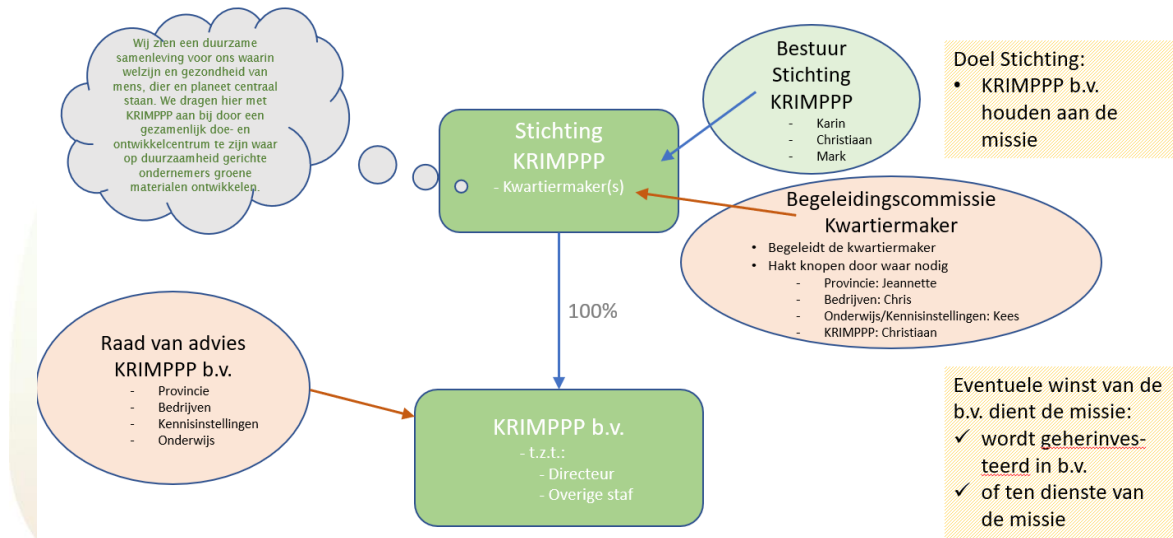 Wij zien een duurzame
samenleving voor ons waarin
welzijn en gezondheid van
mens, dier en planeet centraal
staan. We dragen hier met
KRIMPPP aan bij door een
gezamenlijk doe- en
ontwikkelcentrum te zijn waar
op duurzaamheid gerichte
ondernemers groene
materialen ontwikkelen.
Stichting
KRIMPPP
- Kwartiermaker(s)
Bestuur
Stichting
KRIMPPP
- Karin
- Christiaan
- Mark
Doel Stichting:
• KRIMPPP b.v.
houden aan de
missie
Begeleidingscommissie
Kwartiermaker
• Begeleidt de kwartiermaker
• Hakt knopen door waar nodig
- Provincie: Jeannette
- Bedrijven: Chris
- Onderwijs/Kennisinstellingen: Kees
- KRIMPPP: Christiaan
100%
Raad van advies
KRIMPPP b.v.
- Provincie
- Bedrijven
- Kennisinstellingen
- Onderwijs
KRIMPPP b.v.
- t.z.t.:
- Directeur
- Overige staf
Eventuele winst van de
b.v. dient de missie:
✓ wordt geherinves-
teerd in b.v.
✓ of ten dienste van
de missie